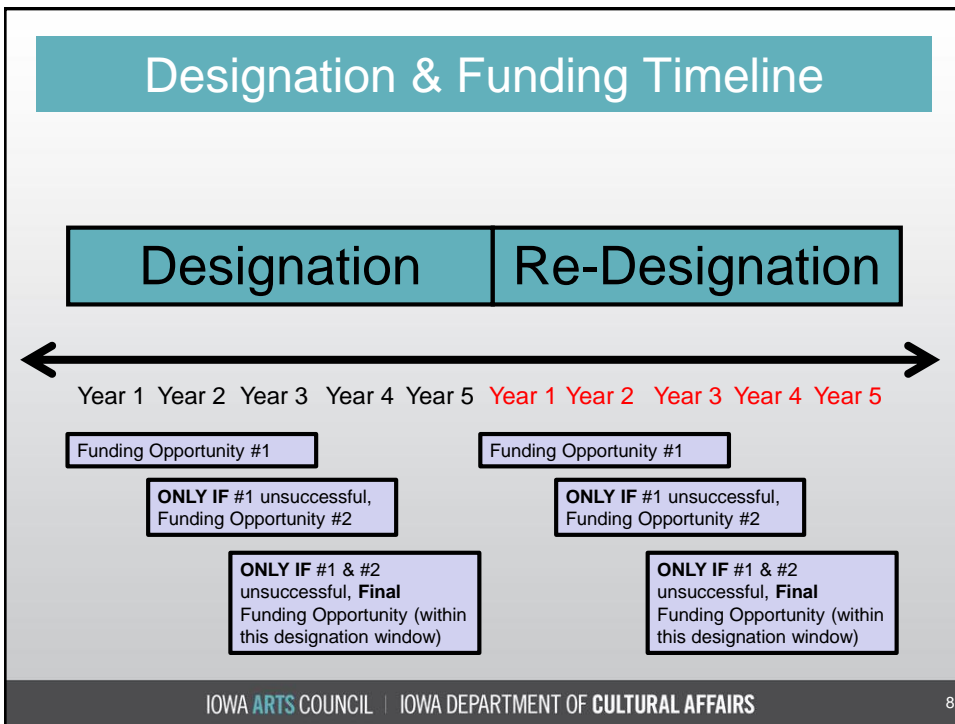 Designation & Funding Timeline
Designation
Re-Designation
Year 1 Year 2 Year 3 Year 4 Year 5 Year 1 Year 2 Year 3 Year 4 Year 5
Funding Opportunity #1
ONLY IF #1 unsuccessful,
Funding Opportunity #2
ONLY IF #1 & #2
unsuccessful, Final
Funding Opportunity (within
this designation window)
Funding Opportunity #1
ONLY IF #1 unsuccessful,
Funding Opportunity #2
ONLY IF #1 & #2
unsuccessful, Final
Funding Opportunity (within
this designation window)
IOWA ARTS COUNCIL | IOWA DEPARTMENT OF CULTURAL AFFAIRS
8